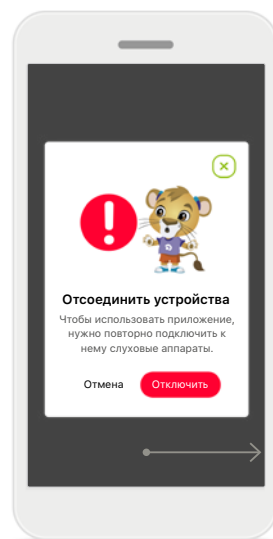 Отсоединить устройства
Чтобы использовать приложение,
нужно повторно подключить к
нему слуховые аппараты.
Отмена Отключить